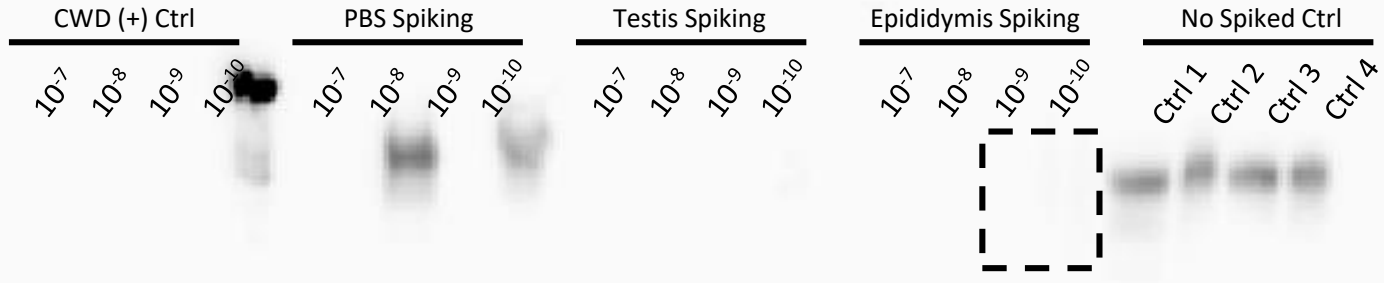 CWD (+) Ctrl PBS Spiking Testis Spiking Epididymis Spiking No Spiked Ctrl
10⁻⁷ 10⁻⁸ 10⁻⁹ 10⁻¹⁰ 10⁻⁷ 10⁻⁸ 10⁻⁹ 10⁻¹⁰ 10⁻⁷ 10⁻⁸ 10⁻⁹ 10⁻¹⁰ 10⁻⁷ 10⁻⁸ 10⁻⁹ 10⁻¹⁰ Ctrl 1 Ctrl 2 Ctrl 3 Ctrl 4